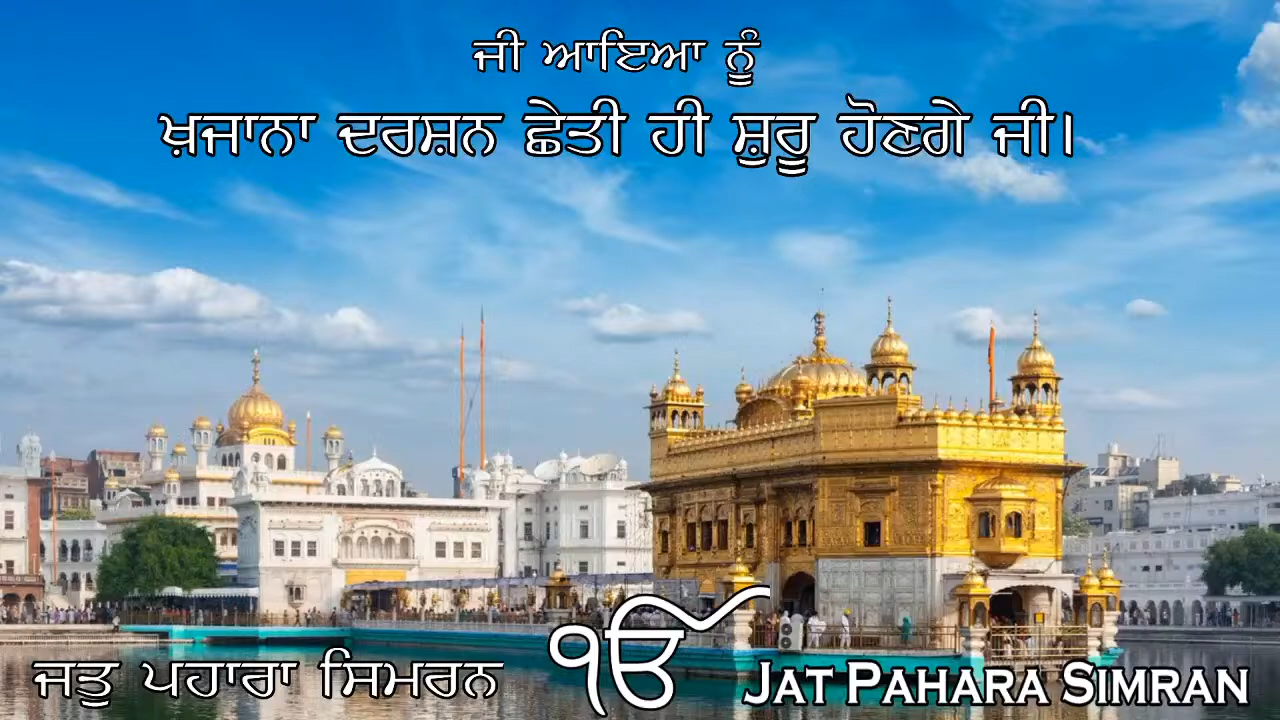 ਜੀ ਆਇਆ ਨੂੰ
ਖ਼ਜਾਨਾ ਦਰਸ਼ਨ ਛੇਤੀ ਹੀ ਸ਼ੁਰੂ ਹੋਣਗੇ ਜੀ।
ਜਤੁ ਪਹਾਰਾ ਸਿਮਰਨ ੴ JAT PAHARA SIMRAN